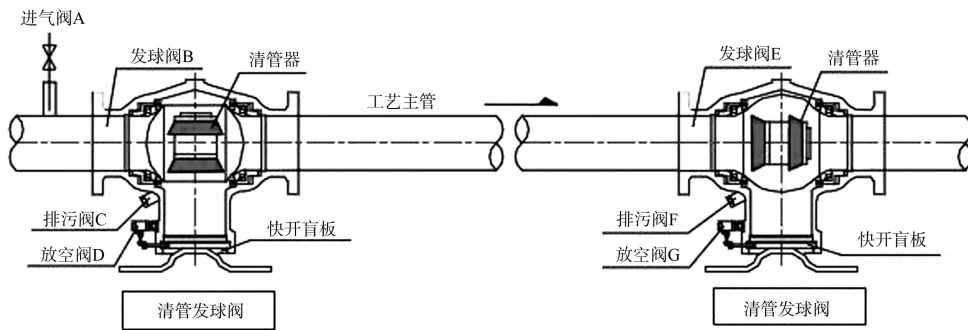 进气阀A
发球阀B
清管器
工艺主管
排污阀C
放空阀D
快开盲板
清管发球阀
发球阀E
清管器
排污阀F
放空阀G
快开盲板
清管发球阀